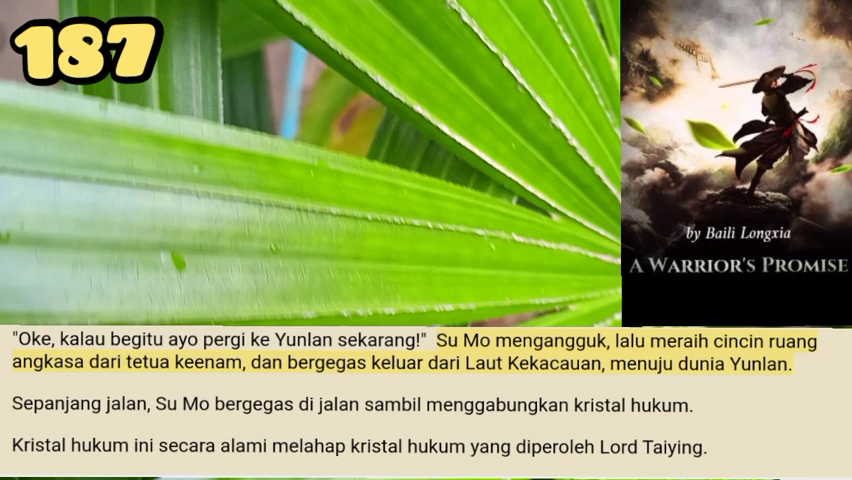 187
by Baili Longxia
A WARRIOR'S PROMISE
"Oke, kalau begitu ayo pergi ke Yunlan sekarang!" Su Mo mengangguk, lalu meraih cincin ruang
angkasa dari tetua keenam, dan bergegas keluar dari Laut Kekacauan, menuju dunia Yunlan.
Sepanjang jalan, Su Mo bergegas di jalan sambil menggabungkan kristal hukum.
Kristal hukum ini secara alami melahap kristal hukum yang diperoleh Lord Taiying.